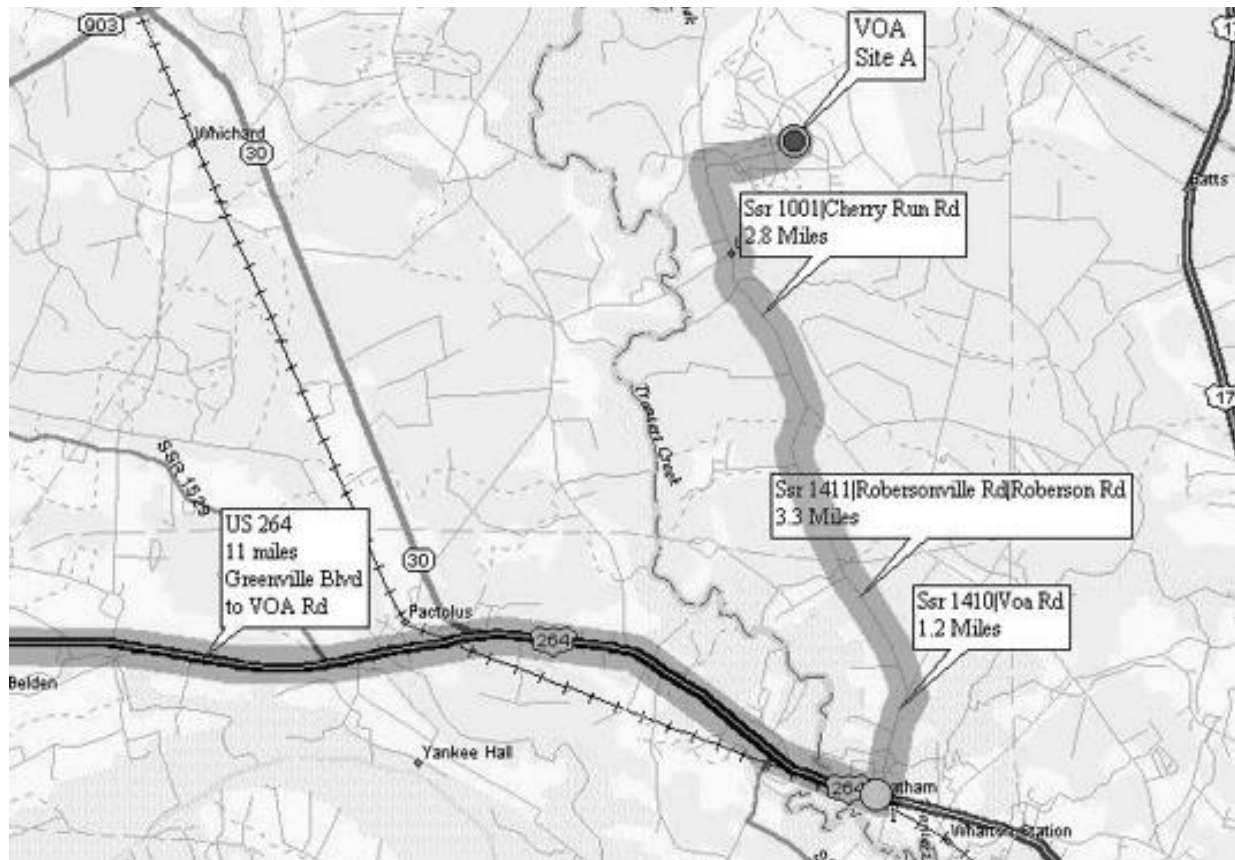 903
VOA
Site A
17
Whichard
30
Ssr 1001|Cherry Run Rd
2.8 Miles
17
Tranters Creek
SSR 1529
Ssr 1411|Robersonville Rd|Roberson Rd
3.3 Miles
US 264
11 miles
Greenville Blvd
to VOA Rd
30
Pactolus
Ssr 1410|Voa Rd
1.2 Miles
264
Belden
Yankee Hall
264
Station